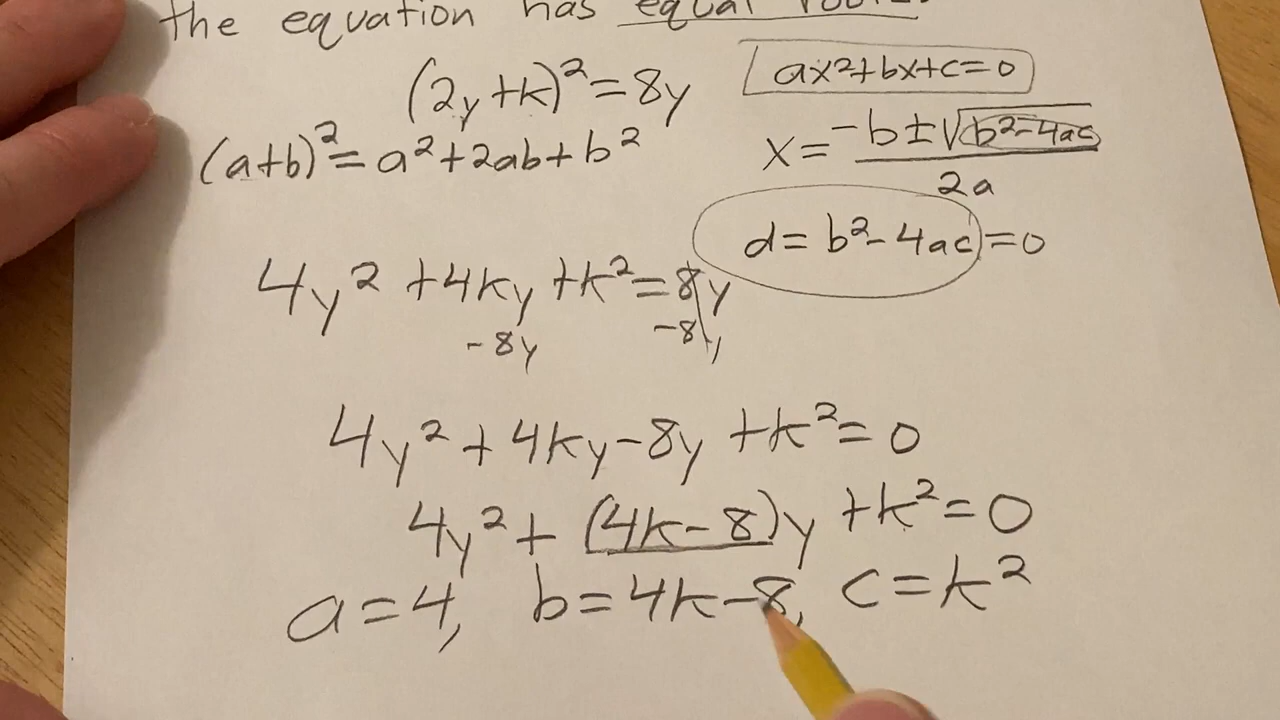 the equation has equal roots.
(2y+k)²=8y
ax²+bx+c=0
(a+b)²=a²+2ab+b²
x=-b±√b²-4ac
2a
d=b²-4ac=0
4y²+4ky+k²=8y
-8y -8y
4y²+4ky-8y+k²=0
4y²+(4k-8)y+k²=0
a=4, b=4k-8, c=k²